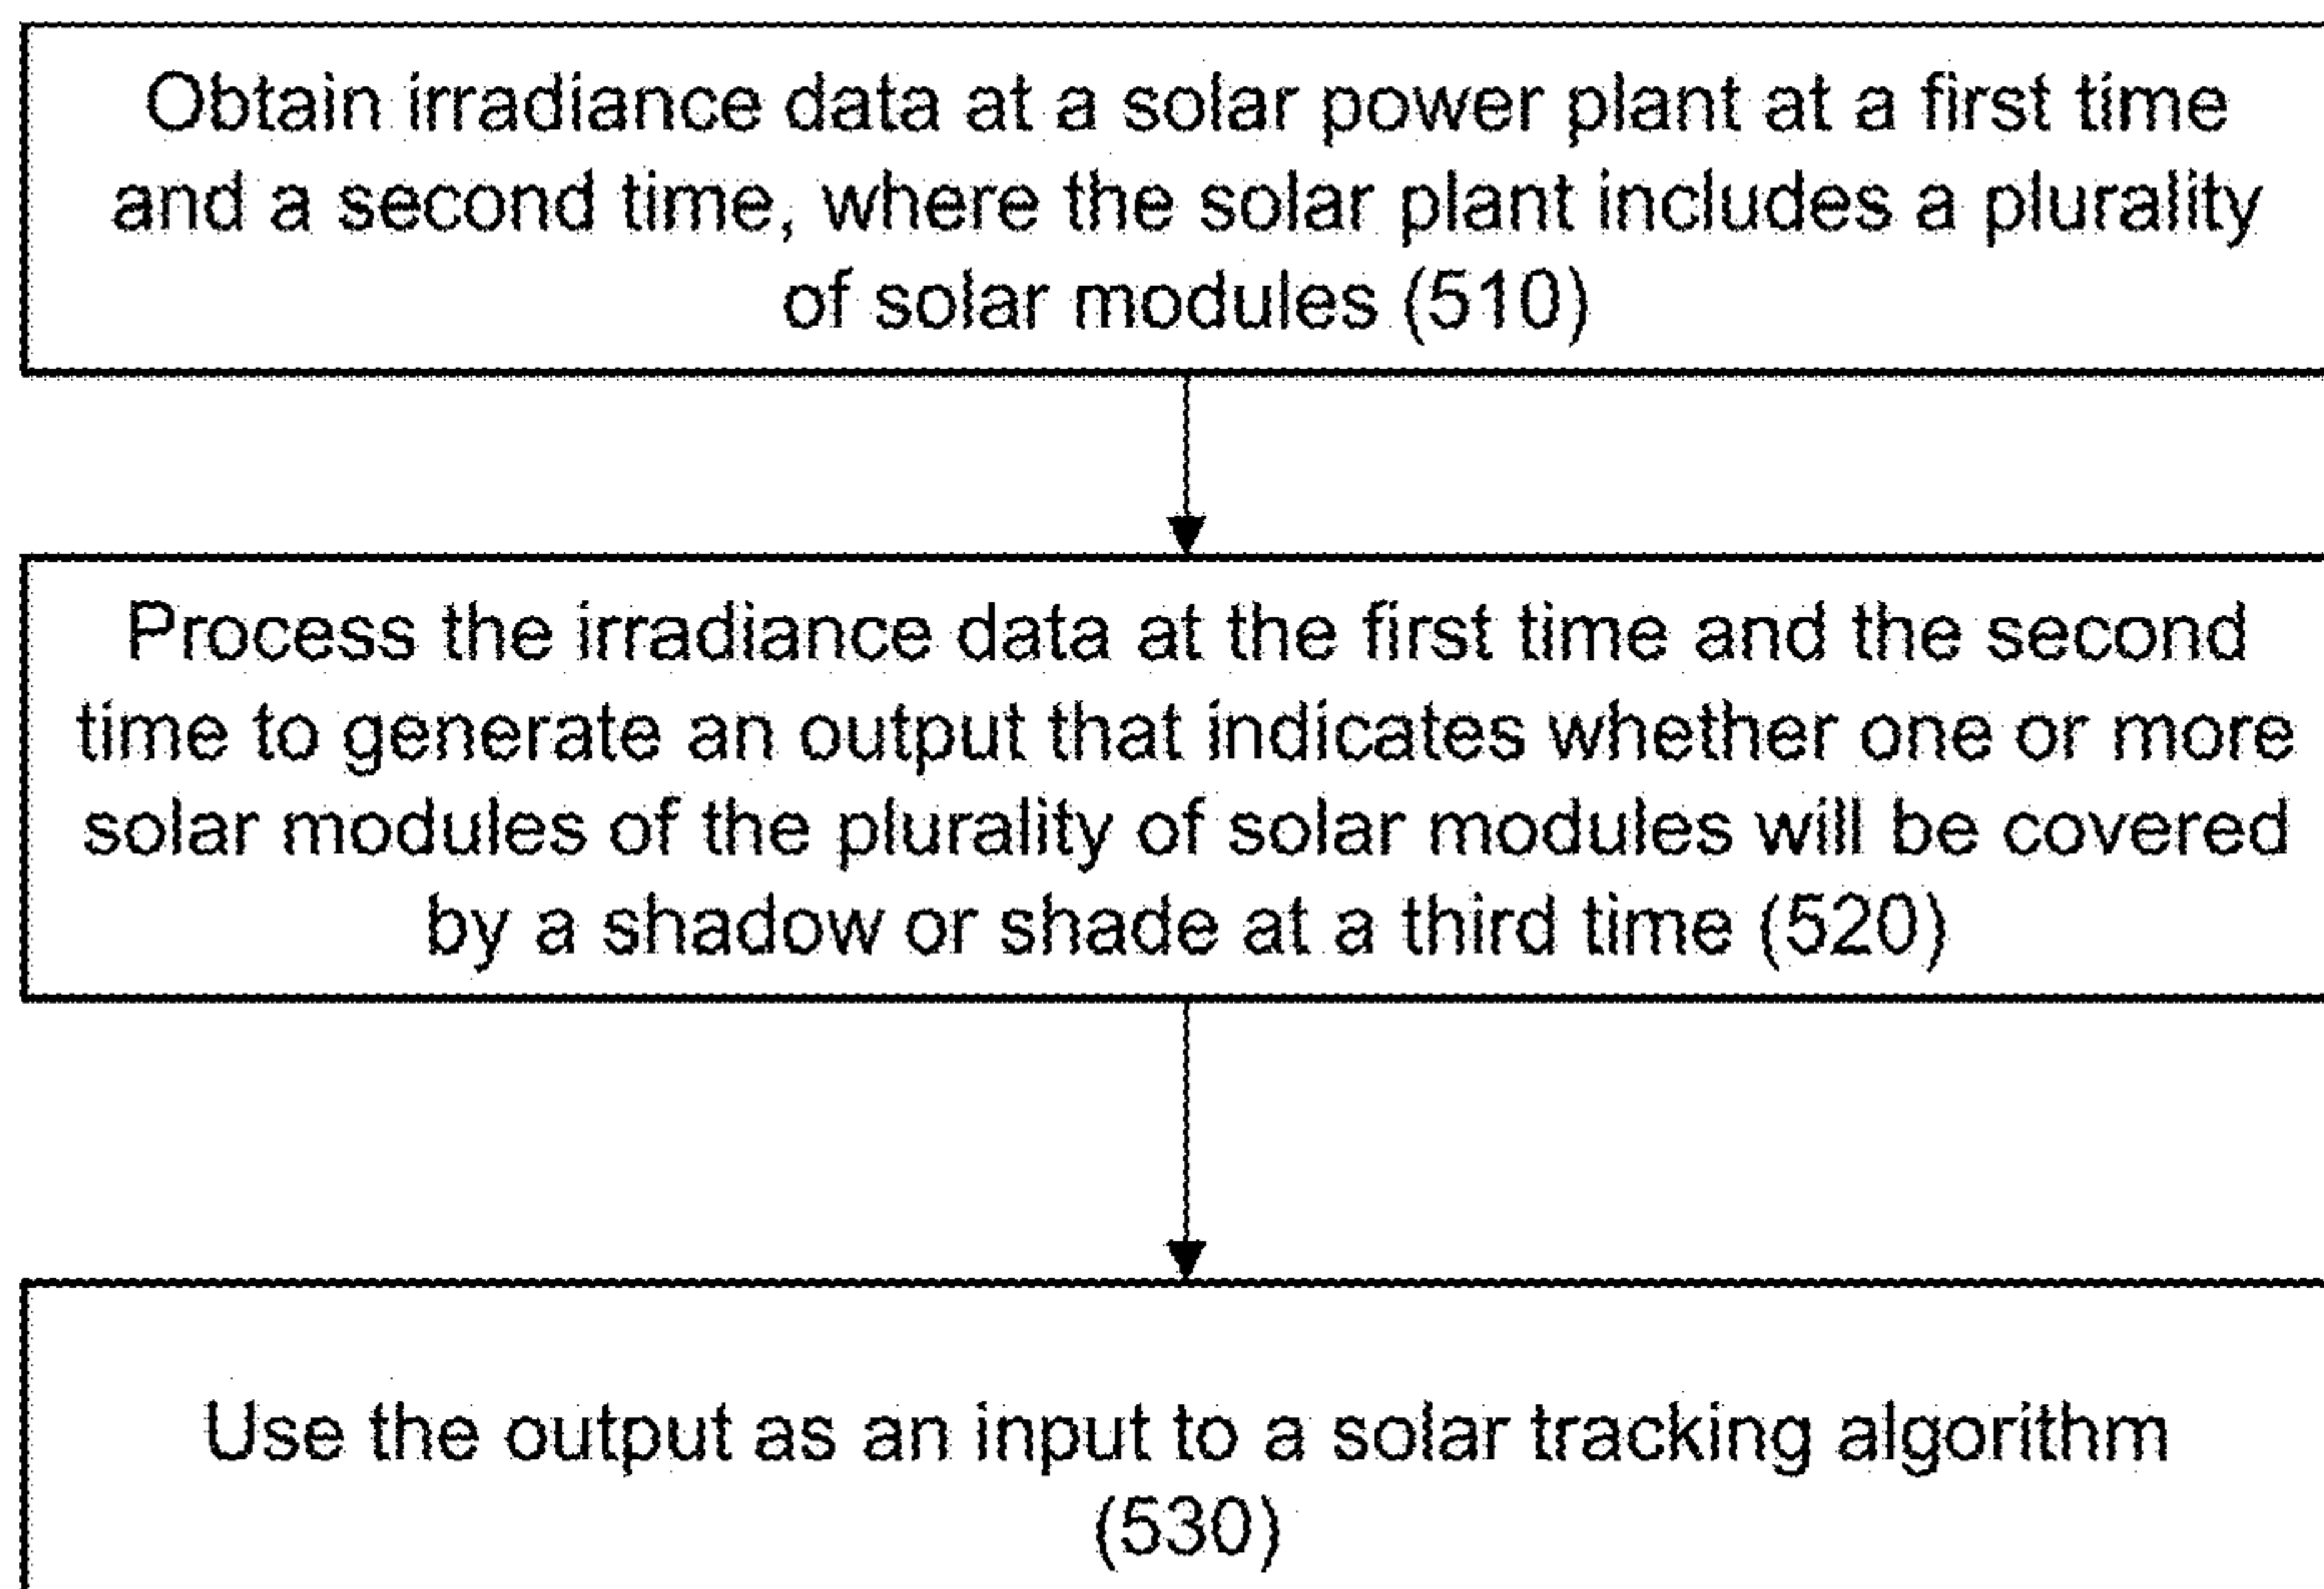 Obtain irradiance data at a solar power plant at a first time
and a second time, where the solar plant includes a plurality
of solar modules (510)
Process the irradiance data at the first time and the second
time to generate an output that indicates whether one or more
solar modules of the plurality of solar modules will be covered
by a shadow or shade at a third time (520)
Use the output as an input to a solar tracking algorithm
(530)